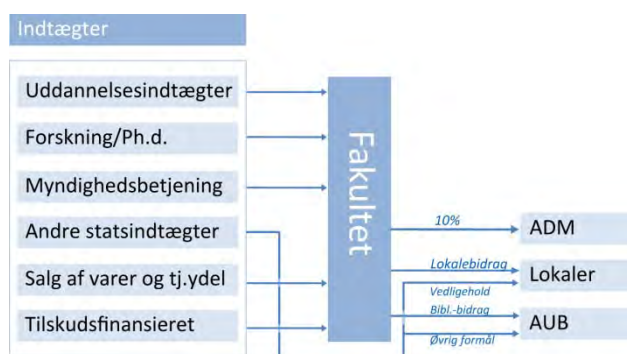 Indtægter
Uddannelsesindtægter
Forskning/Ph.d.
Myndighedsbetjening
Andre statsindtægter
Salg af varer og tj.ydel
Tilskudsfinansieret
Fakultet
10%
ADM
Lokalebidrag
Lokaler
Vedligehold
Bibl.-bidrag
AUB
Øvrig formål